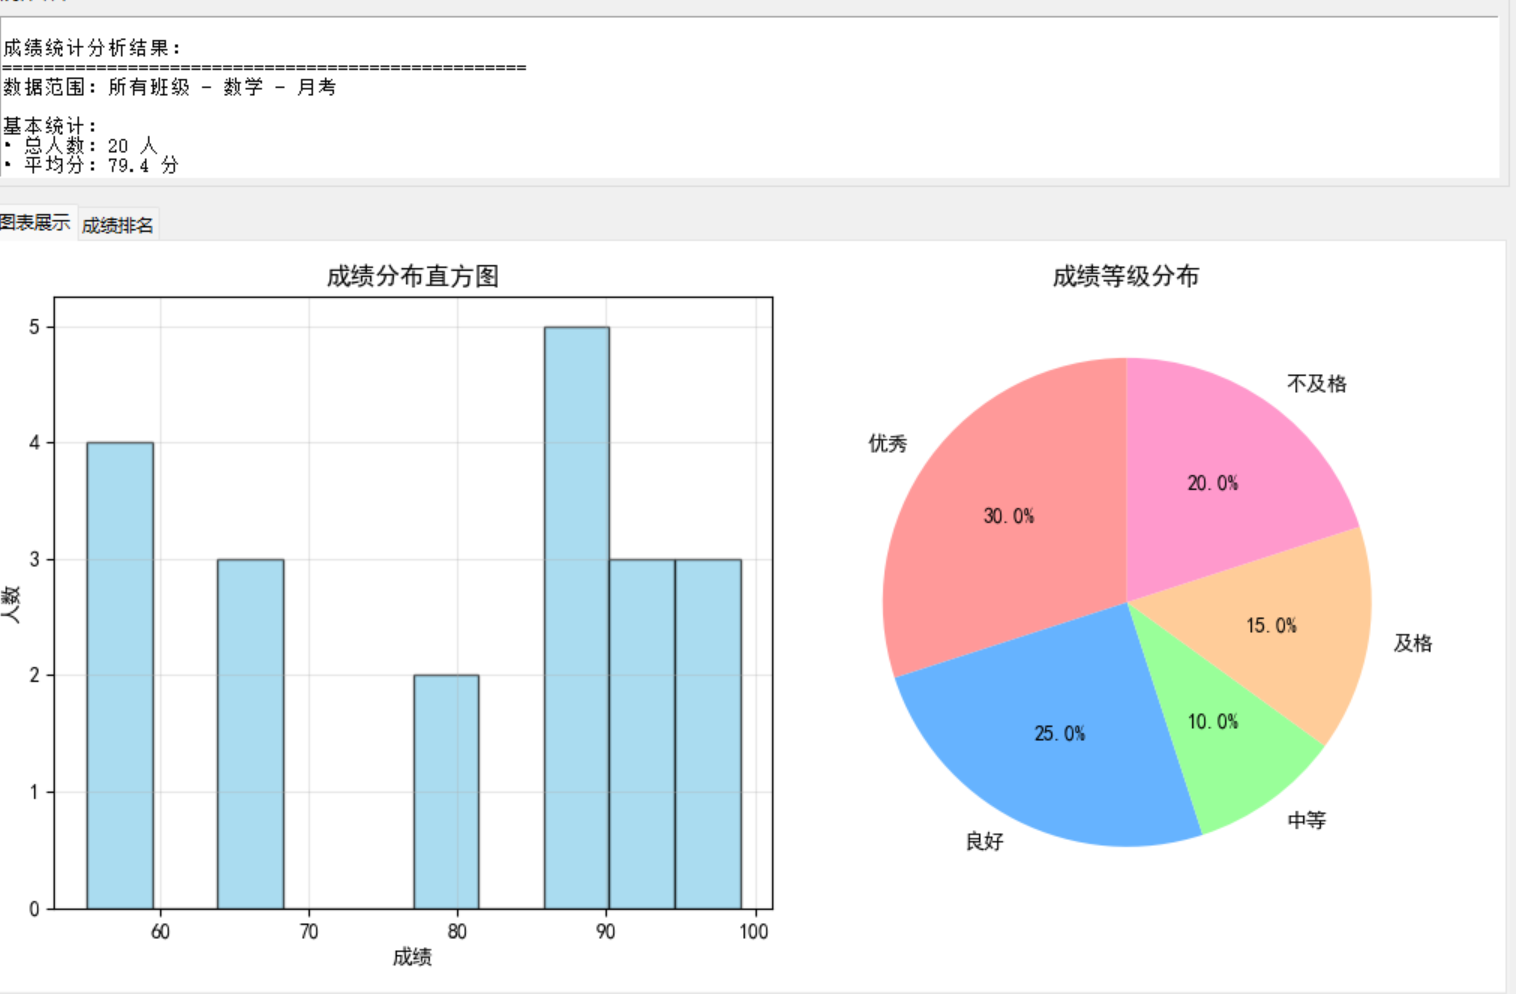 成绩统计分析结果：
==================================================
数据范围：所有班级 - 数学 - 月考
基本统计：
• 总人数：20 人
• 平均分：79.4 分
图表展示 成绩排名
成绩分布直方图
5
4
3
2
1
0
人数
60 70 80 90 100
成绩
成绩等级分布
不及格
优秀
20.0%
30.0%
15.0%
及格
10.0%
25.0%
中等
良好